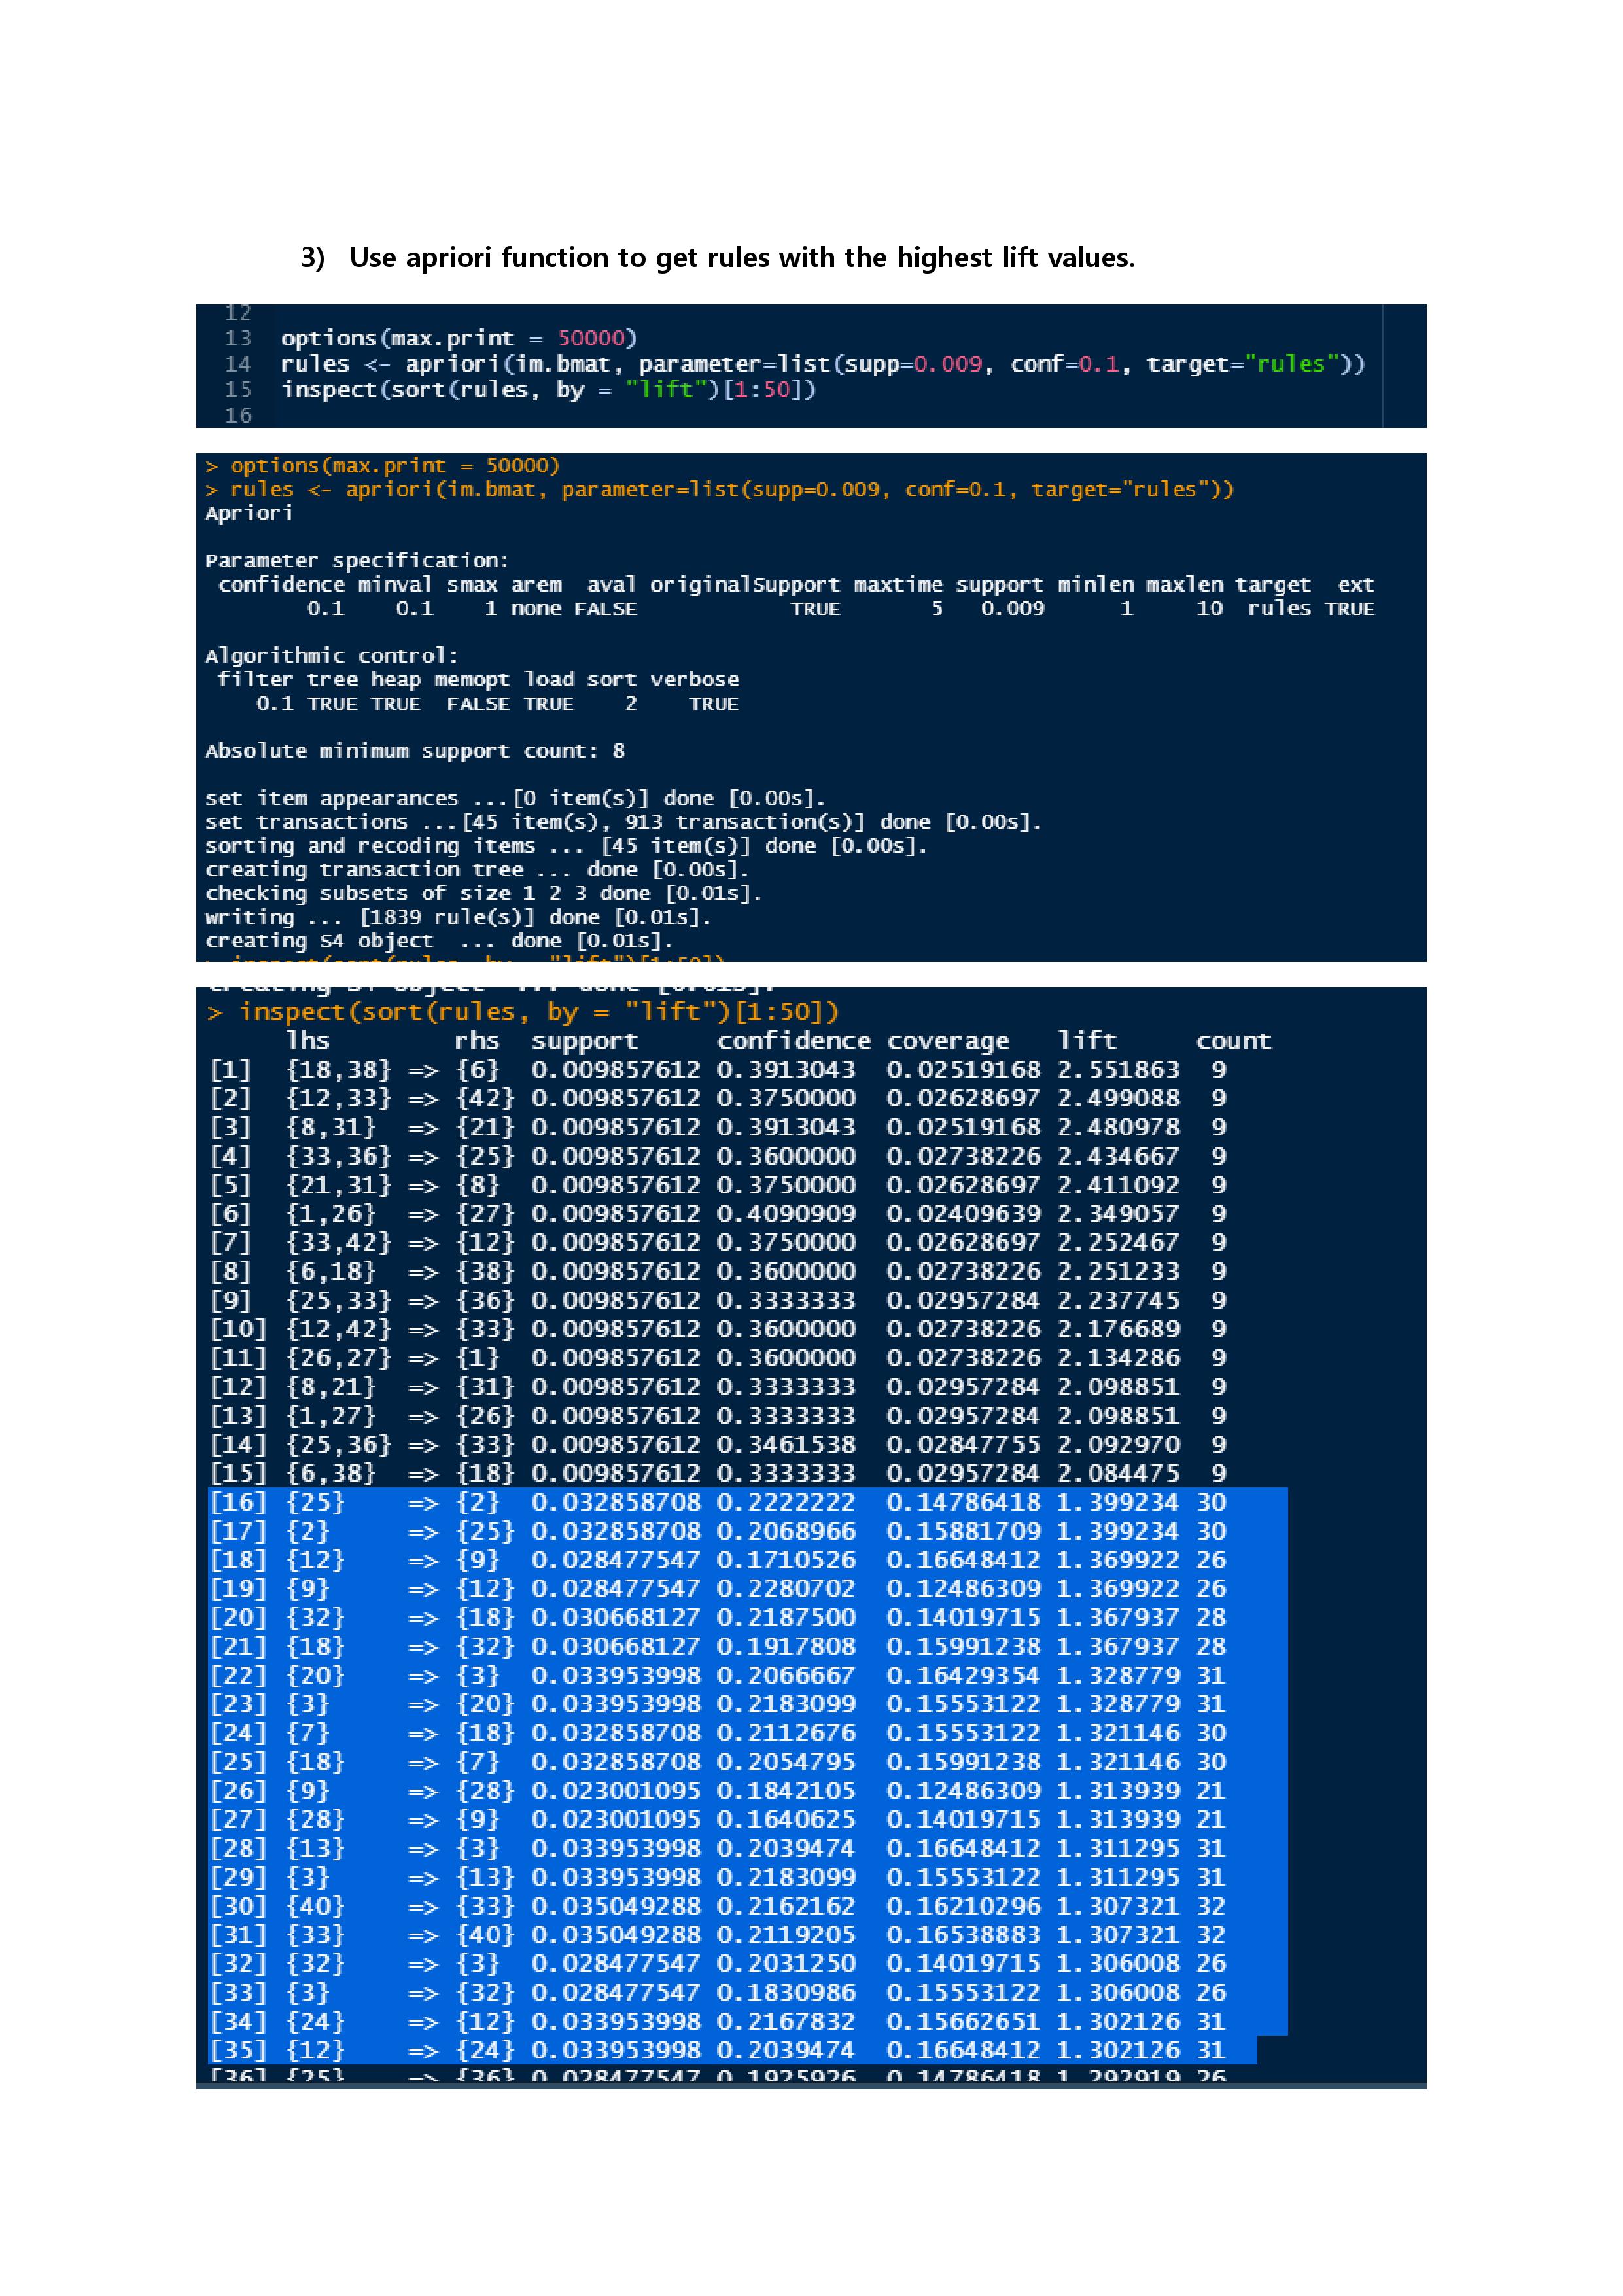 3) Use apriori function to get rules with the highest lift values.
12
13 options(max.print = 50000)
14 rules <- apriori(im.bmat, parameter=list(supp=0.009, conf=0.1, target="rules"))
15 inspect(sort(rules, by = "lift")[1:50])
16
> options(max.print = 50000)
> rules <- apriori(im.bmat, parameter=list(supp=0.009, conf=0.1, target="rules"))
Apriori
Parameter specification:
confidence minval smax arem aval originalSupport maxtime support minlen maxlen target ext
0.1 0.1 1 none FALSE TRUE 5 0.009 1 10 rules TRUE
Algorithmic control:
filter tree heap memopt load sort verbose
0.1 TRUE TRUE FALSE TRUE 2 TRUE
Absolute minimum support count: 8
set item appearances ...[0 item(s)] done [0.00s].
set transactions ...[45 item(s), 913 transaction(s)] done [0.00s].
sorting and recoding items ... [45 item(s)] done [0.00s].
creating transaction tree ... done [0.00s].
checking subsets of size 1 2 3 done [0.01s].
writing ... [1839 rule(s)] done [0.01s].
creating S4 object ... done [0.01s].
> inspect(sort(rules, by = "lift")[1:50])
creating S4 object ... done [0.01s].
> inspect(sort(rules, by = "lift")[1:50])
lhs rhs support confidence coverage lift count
[1] {18,38} => {6} 0.009857612 0.3913043 0.02519168 2.551863 9
[2] {12,33} => {42} 0.009857612 0.3750000 0.02628697 2.499088 9
[3] {8,31} => {21} 0.009857612 0.3913043 0.02519168 2.480978 9
[4] {33,36} => {25} 0.009857612 0.3600000 0.02738226 2.434667 9
[5] {21,31} => {8} 0.009857612 0.3750000 0.02628697 2.411092 9
[6] {1,26} => {27} 0.009857612 0.4090909 0.02409639 2.349057 9
[7] {33,42} => {12} 0.009857612 0.3750000 0.02628697 2.252467 9
[8] {6,18} => {38} 0.009857612 0.3600000 0.02738226 2.251233 9
[9] {25,33} => {36} 0.009857612 0.3333333 0.02957284 2.237745 9
[10] {12,42} => {33} 0.009857612 0.3600000 0.02738226 2.176689 9
[11] {26,27} => {1} 0.009857612 0.3600000 0.02738226 2.134286 9
[12] {8,21} => {31} 0.009857612 0.3333333 0.02957284 2.098851 9
[13] {1,27} => {26} 0.009857612 0.3333333 0.02957284 2.098851 9
[14] {25,36} => {33} 0.009857612 0.3461538 0.02847755 2.092970 9
[15] {6,38} => {18} 0.009857612 0.3333333 0.02957284 2.084475 9
[16] {25} => {2} 0.032858708 0.2222222 0.14786418 1.399234 30
[17] {2} => {25} 0.032858708 0.2068966 0.15881709 1.399234 30
[18] {12} => {9} 0.028477547 0.1710526 0.16648412 1.369922 26
[19] {9} => {12} 0.028477547 0.2280702 0.12486309 1.369922 26
[20] {32} => {18} 0.030668127 0.2187500 0.14019715 1.367937 28
[21] {18} => {32} 0.030668127 0.1917808 0.15991238 1.367937 28
[22] {20} => {3} 0.033953998 0.2066667 0.16429354 1.328779 31
[23] {3} => {20} 0.033953998 0.2183099 0.15553122 1.328779 31
[24] {7} => {18} 0.032858708 0.2112676 0.15553122 1.321146 30
[25] {18} => {7} 0.032858708 0.2054795 0.15991238 1.321146 30
[26] {9} => {28} 0.023001095 0.1842105 0.12486309 1.313939 21
[27] {28} => {9} 0.023001095 0.1640625 0.14019715 1.313939 21
[28] {13} => {3} 0.033953998 0.2039474 0.16648412 1.311295 31
[29] {3} => {13} 0.033953998 0.2183099 0.15553122 1.311295 31
[30] {40} => {33} 0.035049288 0.2162162 0.16210296 1.307321 32
[31] {33} => {40} 0.035049288 0.2119205 0.16538883 1.307321 32
[32] {32} => {3} 0.028477547 0.2031250 0.14019715 1.306008 26
[33] {3} => {32} 0.028477547 0.1830986 0.15553122 1.306008 26
[34] {24} => {12} 0.033953998 0.2167832 0.15662651 1.302126 31
[35] {12} => {24} 0.033953998 0.2039474 0.16648412 1.302126 31
[36] {25} => {36} 0.028477547 0.1925926 0.14786418 1.292919 26